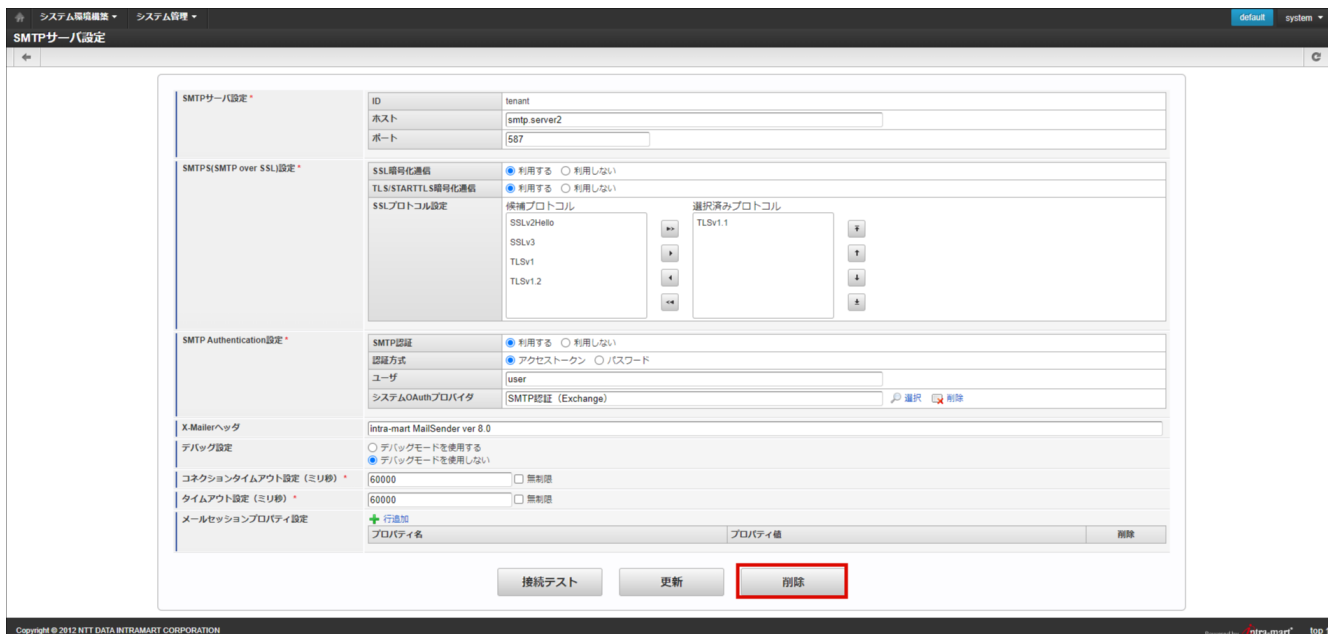 システム環境構築 ▾ システム管理 ▾ default system ▾
SMTPサーバ設定
SMTPサーバ設定 * ID tenant
ホスト smtp.server2
ポート 587
SMTPS(SMTP over SSL)設定 * SSL暗号化通信 利用する 利用しない
TLS/STARTTLS暗号化通信 利用する 利用しない
SSLプロトコル設定 候補プロトコル 選択済みプロトコル
SSLv2Hello TLSv1.1
SSLv3
TLSv1
TLSv1.2
SMTP Authentication設定 * SMTP認証 利用する 利用しない
認証方式 アクセストークン パスワード
ユーザ user
システムOAuthプロバイダ SMTP認証（Exchange） 選択 削除
X-Mailerヘッダ intra-mart MailSender ver 8.0
デバッグ設定 デバッグモードを使用する
デバッグモードを使用しない
コネクションタイムアウト設定（ミリ秒） * 60000 無制限
タイムアウト設定（ミリ秒） * 60000 無制限
メールセッションプロパティ設定 行追加
プロパティ名 プロパティ値 削除
接続テスト 更新 削除
Copyright © 2012 NTT DATA INTRAMART CORPORATION Powered by intra-mart top